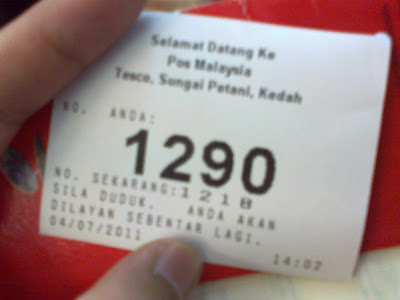 Selamat Datang Ke
Pos Malaysia
Tesco, Sungai Petani, Kedah
NO. ANDA:
1290
NO. SEKARANG:1218
SILA DUDUK. ANDA AKAN
DILAYAN SEBENTAR LAGI.
04/07/2011 14:02